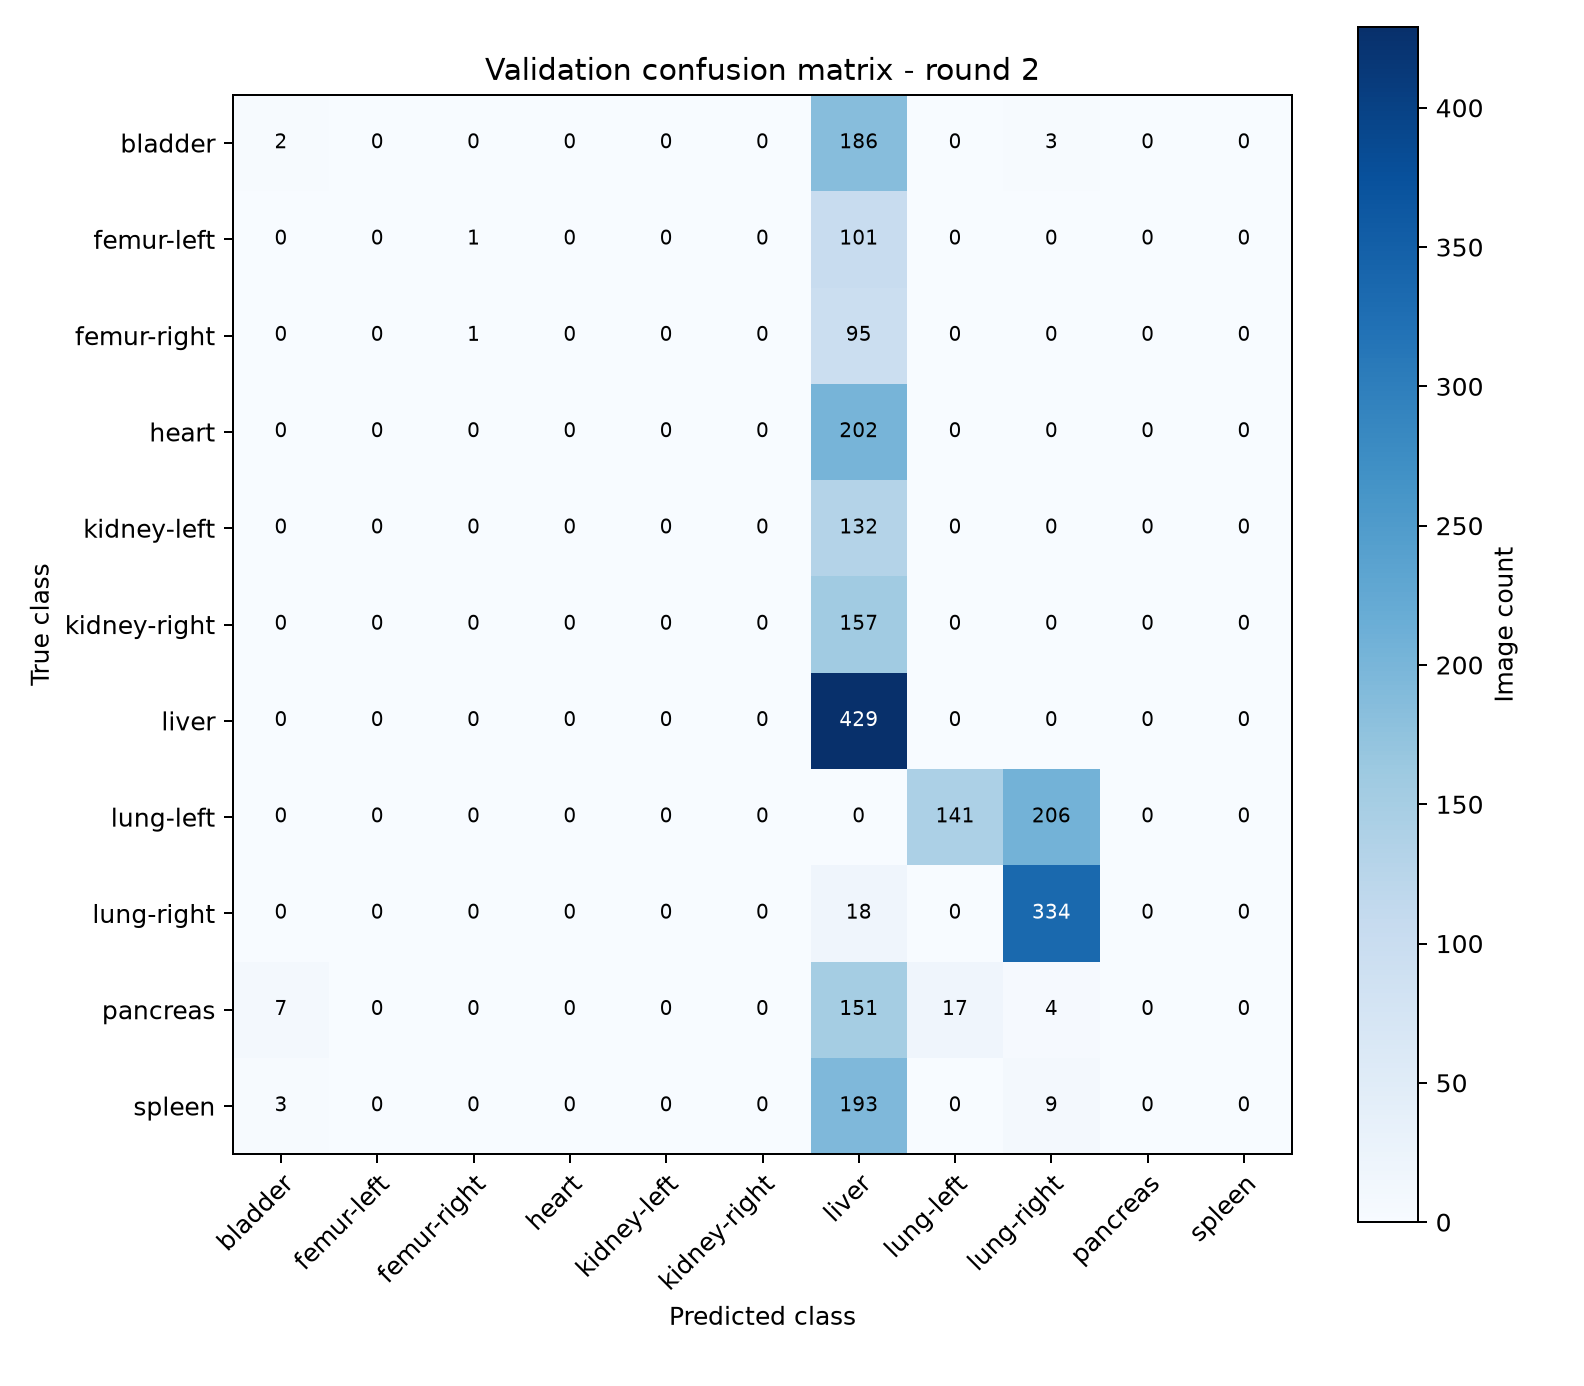 Validation confusion matrix - round 2
bladder 2 0 0 0 0 0 186 0 3 0 0
femur-left 0 0 1 0 0 0 101 0 0 0 0
femur-right 0 0 1 0 0 0 95 0 0 0 0
heart 0 0 0 0 0 0 202 0 0 0 0
kidney-left 0 0 0 0 0 0 132 0 0 0 0
kidney-right 0 0 0 0 0 0 157 0 0 0 0
liver 0 0 0 0 0 0 429 0 0 0 0
lung-left 0 0 0 0 0 0 0 141 206 0 0
lung-right 0 0 0 0 0 0 18 0 334 0 0
pancreas 7 0 0 0 0 0 151 17 4 0 0
spleen 3 0 0 0 0 0 193 0 9 0 0
True class
bladder femur-left femur-right heart kidney-left kidney-right liver lung-left lung-right pancreas spleen
Predicted class
400
350
300
250
200
150
100
50
0
Image count